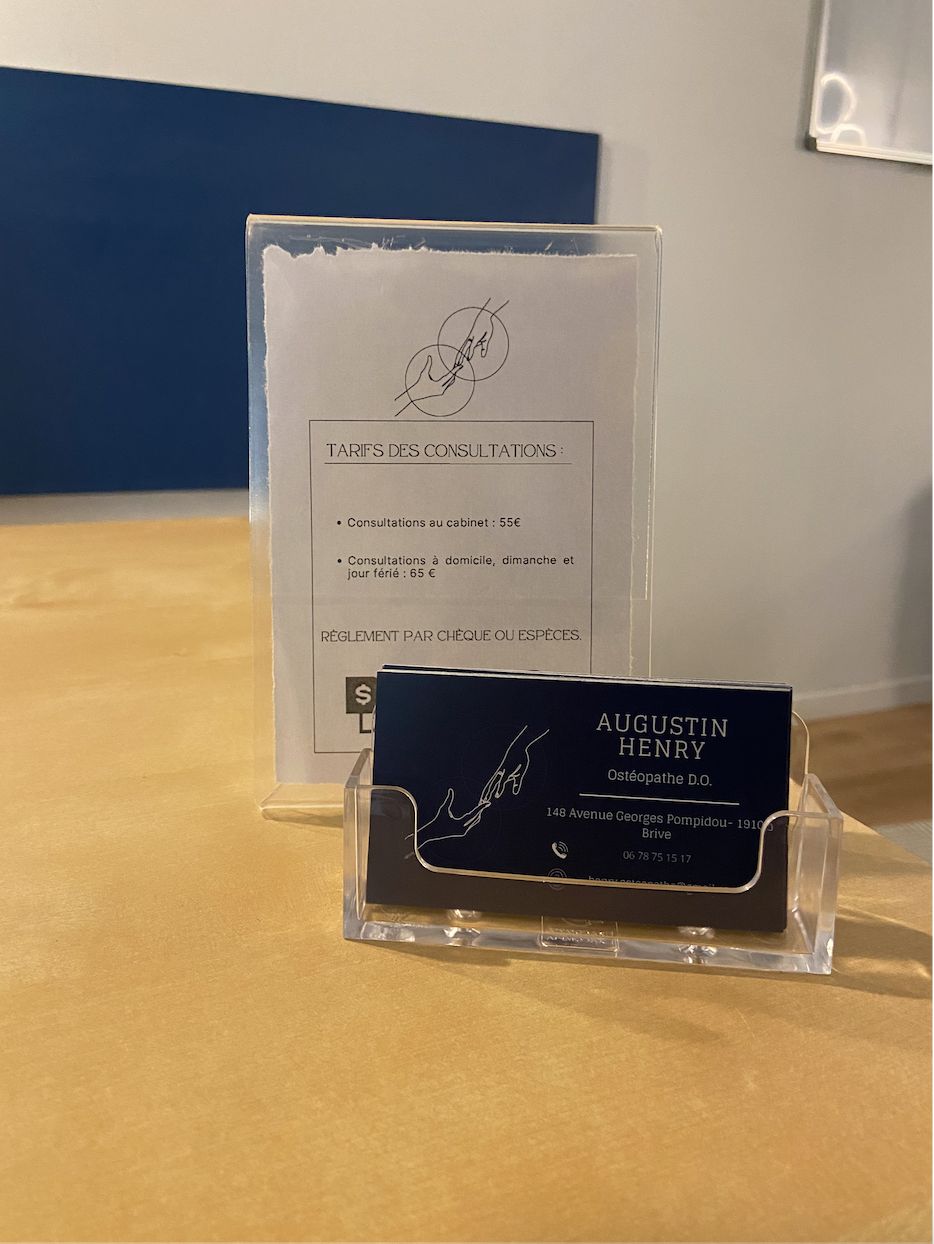 TARIFS DES CONSULTATIONS :
• Consultations au cabinet : 55€
• Consultations à domicile, dimanche et
jour férié : 65 €
RÈGLEMENT PAR CHÈQUE OU ESPÈCES.
$
AUGUSTIN
HENRY
Ostéopathe D.O.
148 Avenue Georges Pompidou- 19100
Brive
06 78 75 15 17